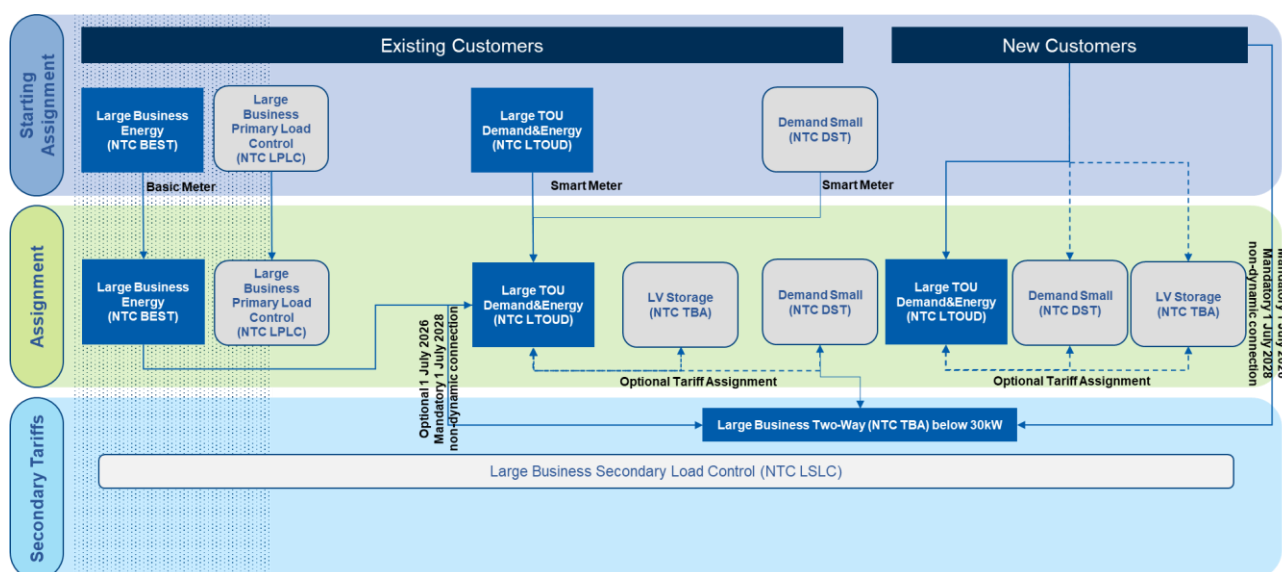 Existing Customers
New Customers
Starting
Assignment
Large Business
Energy
(NTC BEST)
Large
Business
Primary Load
Control
(NTC LPLC)
Large TOU
Demand&Energy
(NTC LTOUD)
Demand Small
(NTC DST)
Basic Meter
Smart Meter
Smart Meter
Assignment
Large Business
Energy
(NTC BEST)
Large
Business
Primary Load
Control
(NTC LPLC)
Large TOU
Demand&Energy
(NTC LTOUD)
LV Storage
(NTC TBA)
Demand Small
(NTC DST)
Large TOU
Demand&Energy
(NTC LTOUD)
Demand Small
(NTC DST)
LV Storage
(NTC TBA)
Optional 1 July 2026
Mandatory 1 July 2028
non-dynamic connection
Mandatory 1 July 2028
non-dynamic connection
Optional Tariff Assignment
Optional Tariff Assignment
Secondary Tariffs
Large Business Two-Way (NTC TBA) below 30kW
Large Business Secondary Load Control (NTC LSLC)